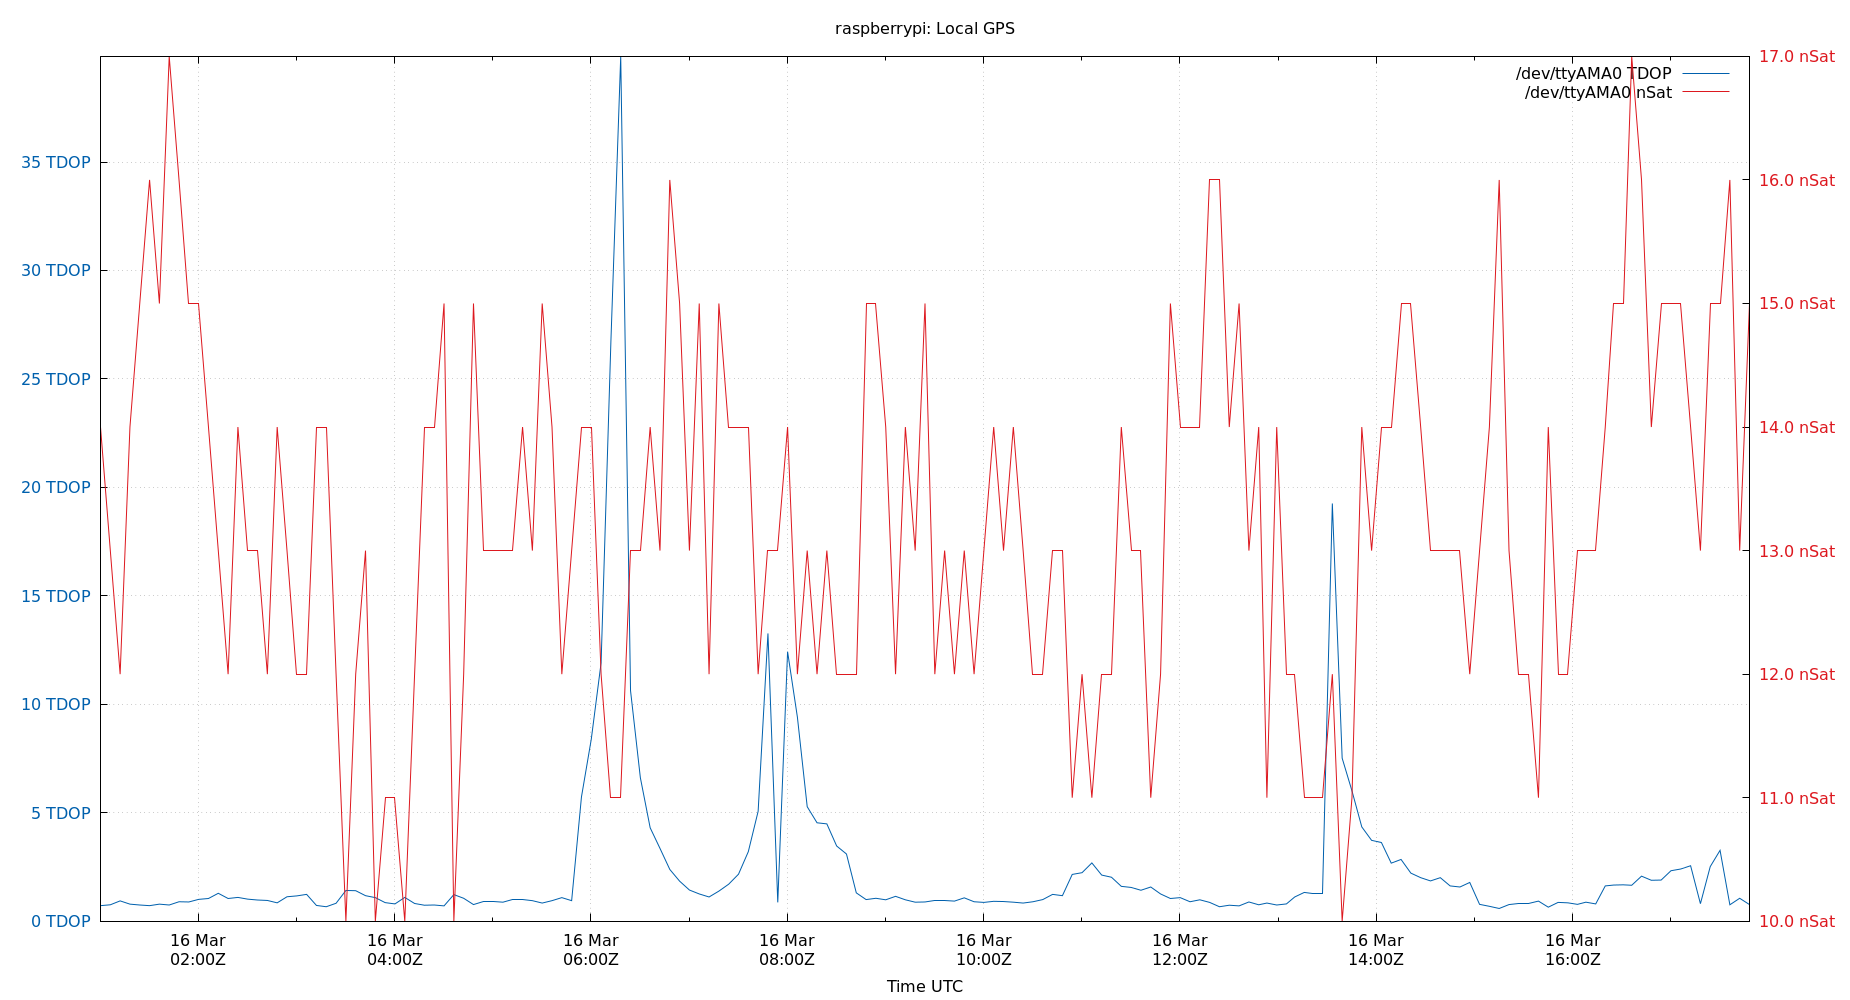 raspberrypi: Local GPS
/dev/ttyAMA0 TDOP
/dev/ttyAMA0 nSat
35 TDOP
30 TDOP
25 TDOP
20 TDOP
15 TDOP
10 TDOP
5 TDOP
0 TDOP
17.0 nSat
16.0 nSat
15.0 nSat
14.0 nSat
13.0 nSat
12.0 nSat
11.0 nSat
10.0 nSat
16 Mar
02:00Z
16 Mar
04:00Z
16 Mar
06:00Z
16 Mar
08:00Z
16 Mar
10:00Z
16 Mar
12:00Z
16 Mar
14:00Z
16 Mar
16:00Z
Time UTC